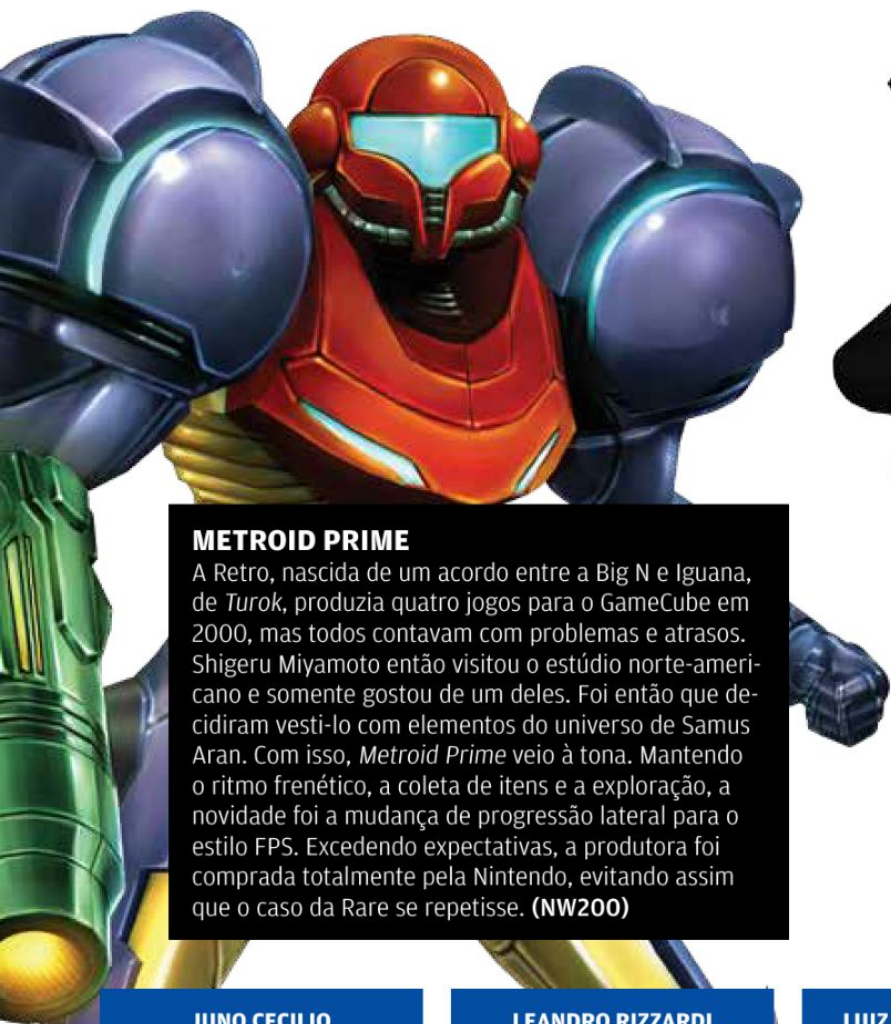 METROID PRIME
A Retro, nascida de um acordo entre a Big N e Iguana,
de Turok, produzia quatro jogos para o GameCube em
2000, mas todos contavam com problemas e atrasos.
Shigeru Miyamoto então visitou o estúdio norte-ameri-
cano e somente gostou de um deles. Foi então que de-
cidiram vesti-lo com elementos do universo de Samus
Aran. Com isso, Metroid Prime veio à tona. Mantendo
o ritmo frenético, a coleta de itens e a exploração, a
novidade foi a mudança de progressão lateral para o
estilo FPS. Excedendo expectativas, a produtora foi
comprada totalmente pela Nintendo, evitando assim
que o caso da Rare se repetisse. (NW200)
JUNO CECILIO
LEANDRO RIZZARDI
LUIZ